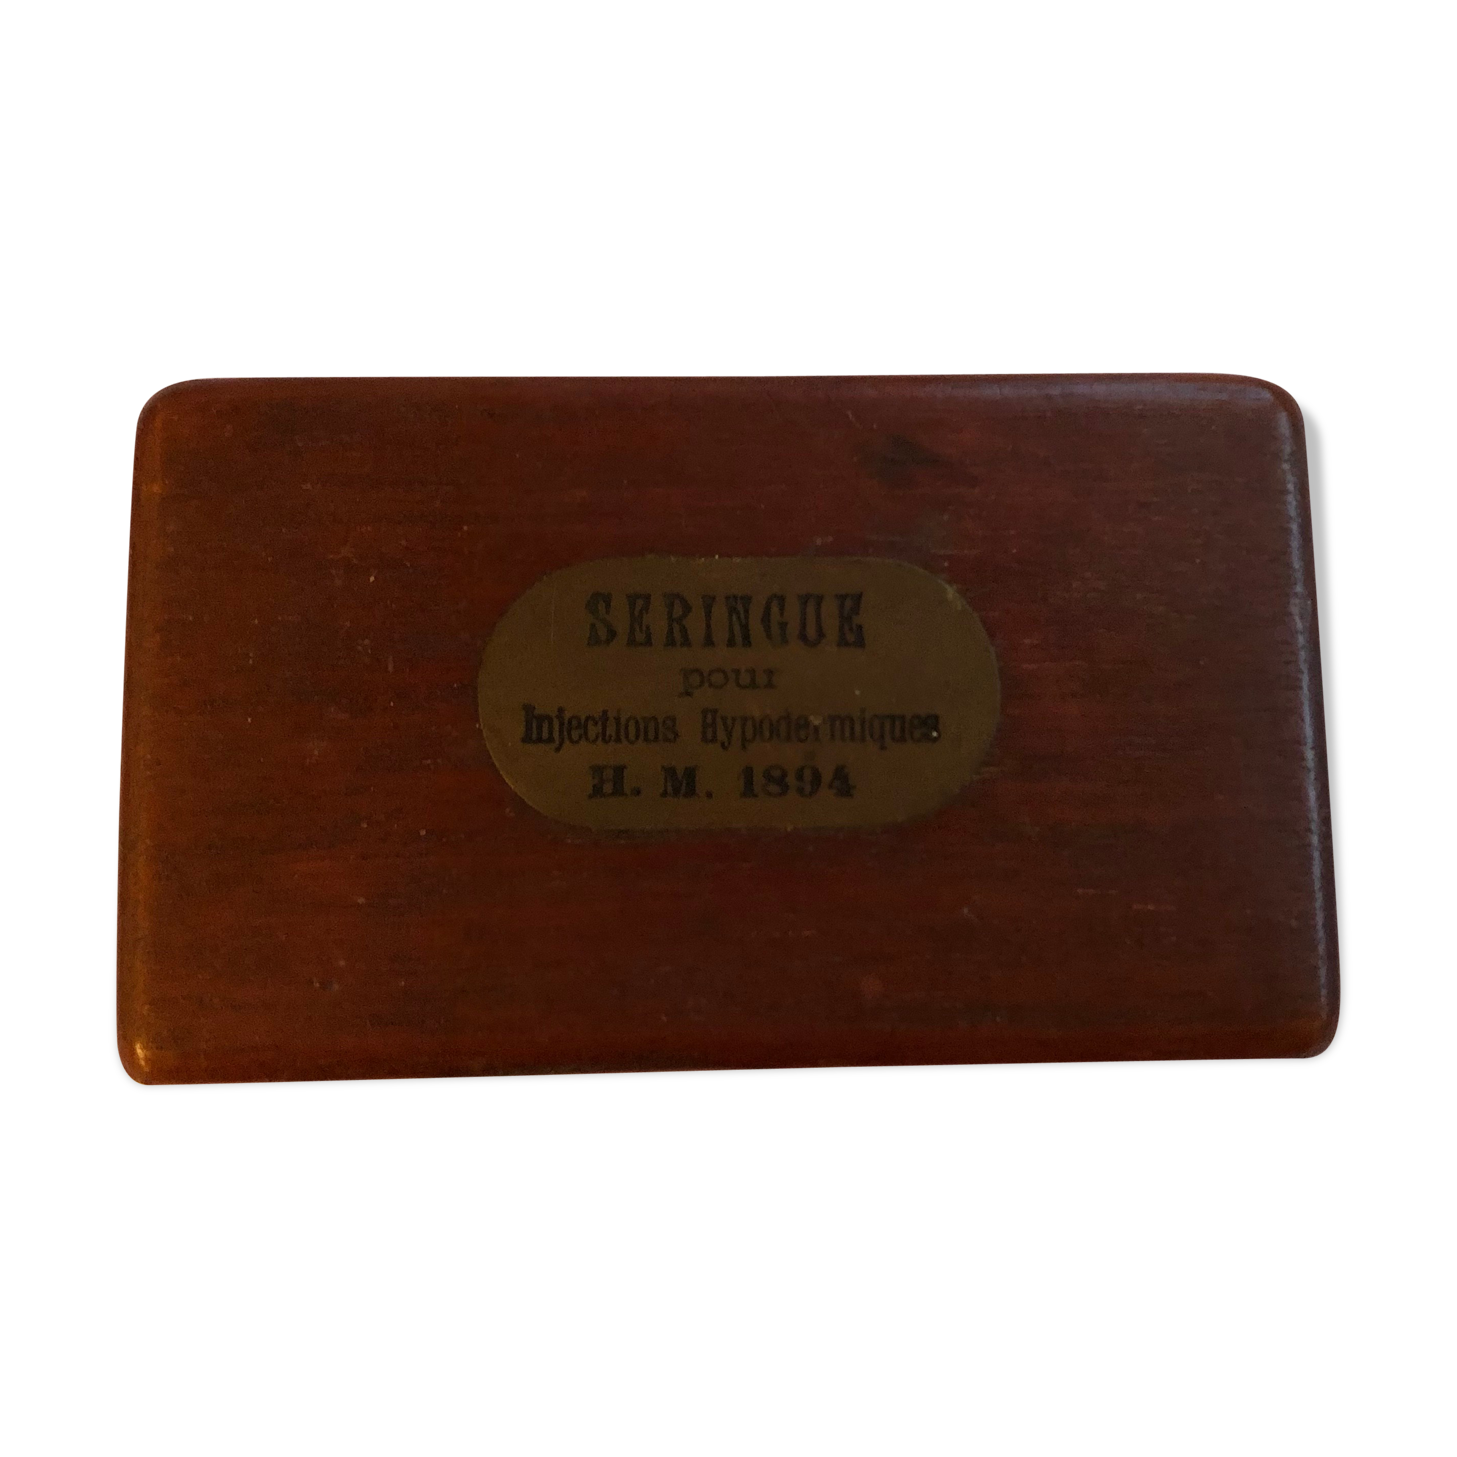 SERINGUE
pour
Injections Hypodermiques
H. M. 1894